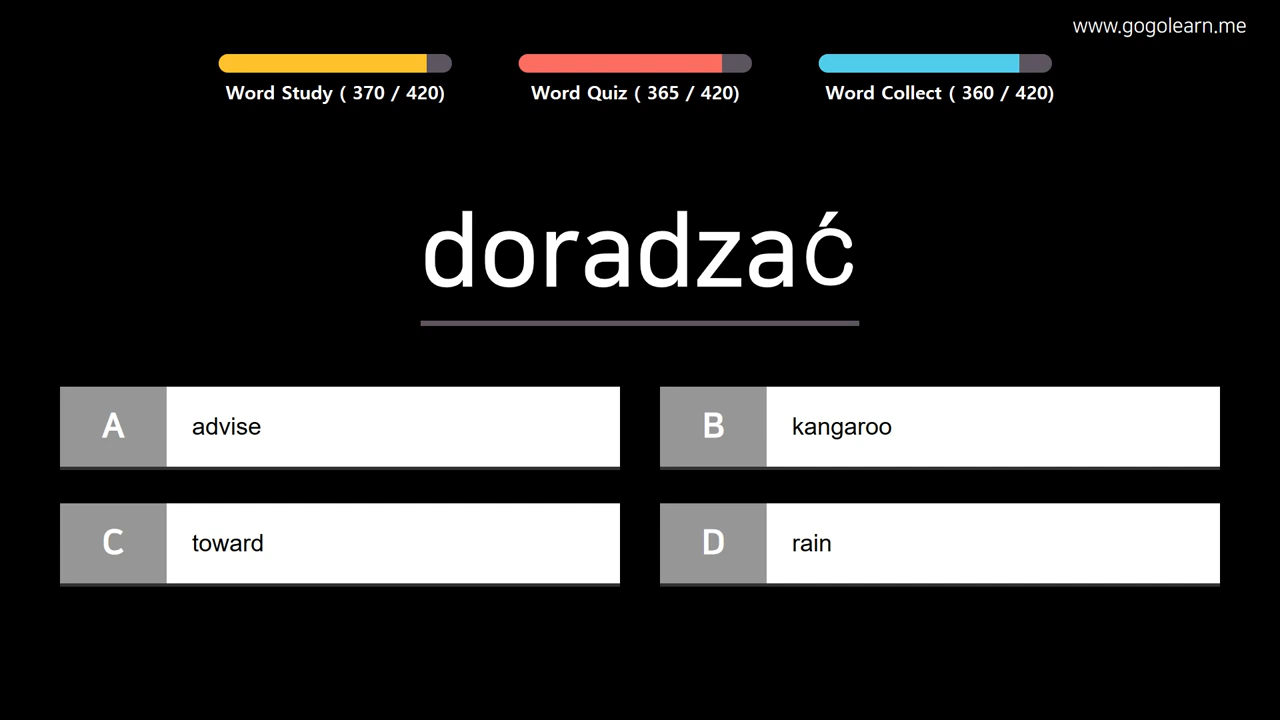 www.gogolearn.me
Word Study ( 370 / 420)
Word Quiz ( 365 / 420)
Word Collect ( 360 / 420)
doradzać
A advise
B kangaroo
C toward
D rain